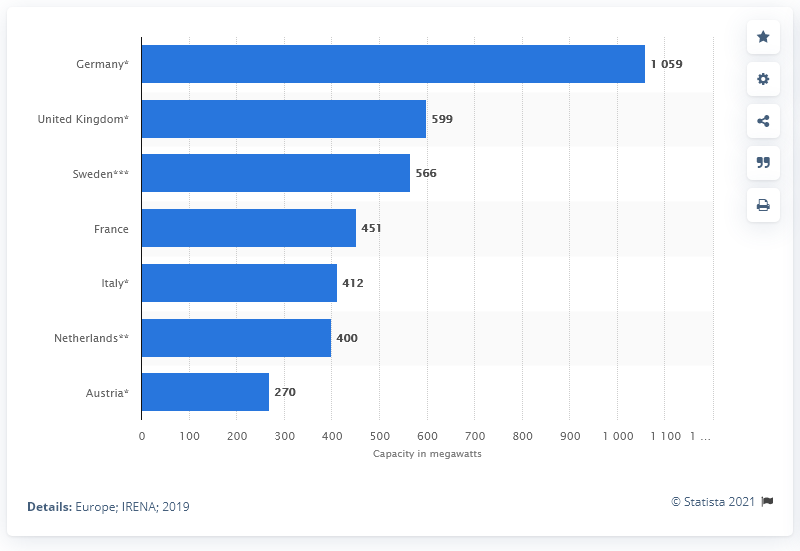 Germany* 1 059
United Kingdom* 599
Sweden*** 566
France 451
Italy* 412
Netherlands** 400
Austria* 270
0 100 200 300 400 500 600 700 800 900 1 000 1 100 1 ...
Capacity in megawatts
Details: Europe; IRENA; 2019
© Statista 2021